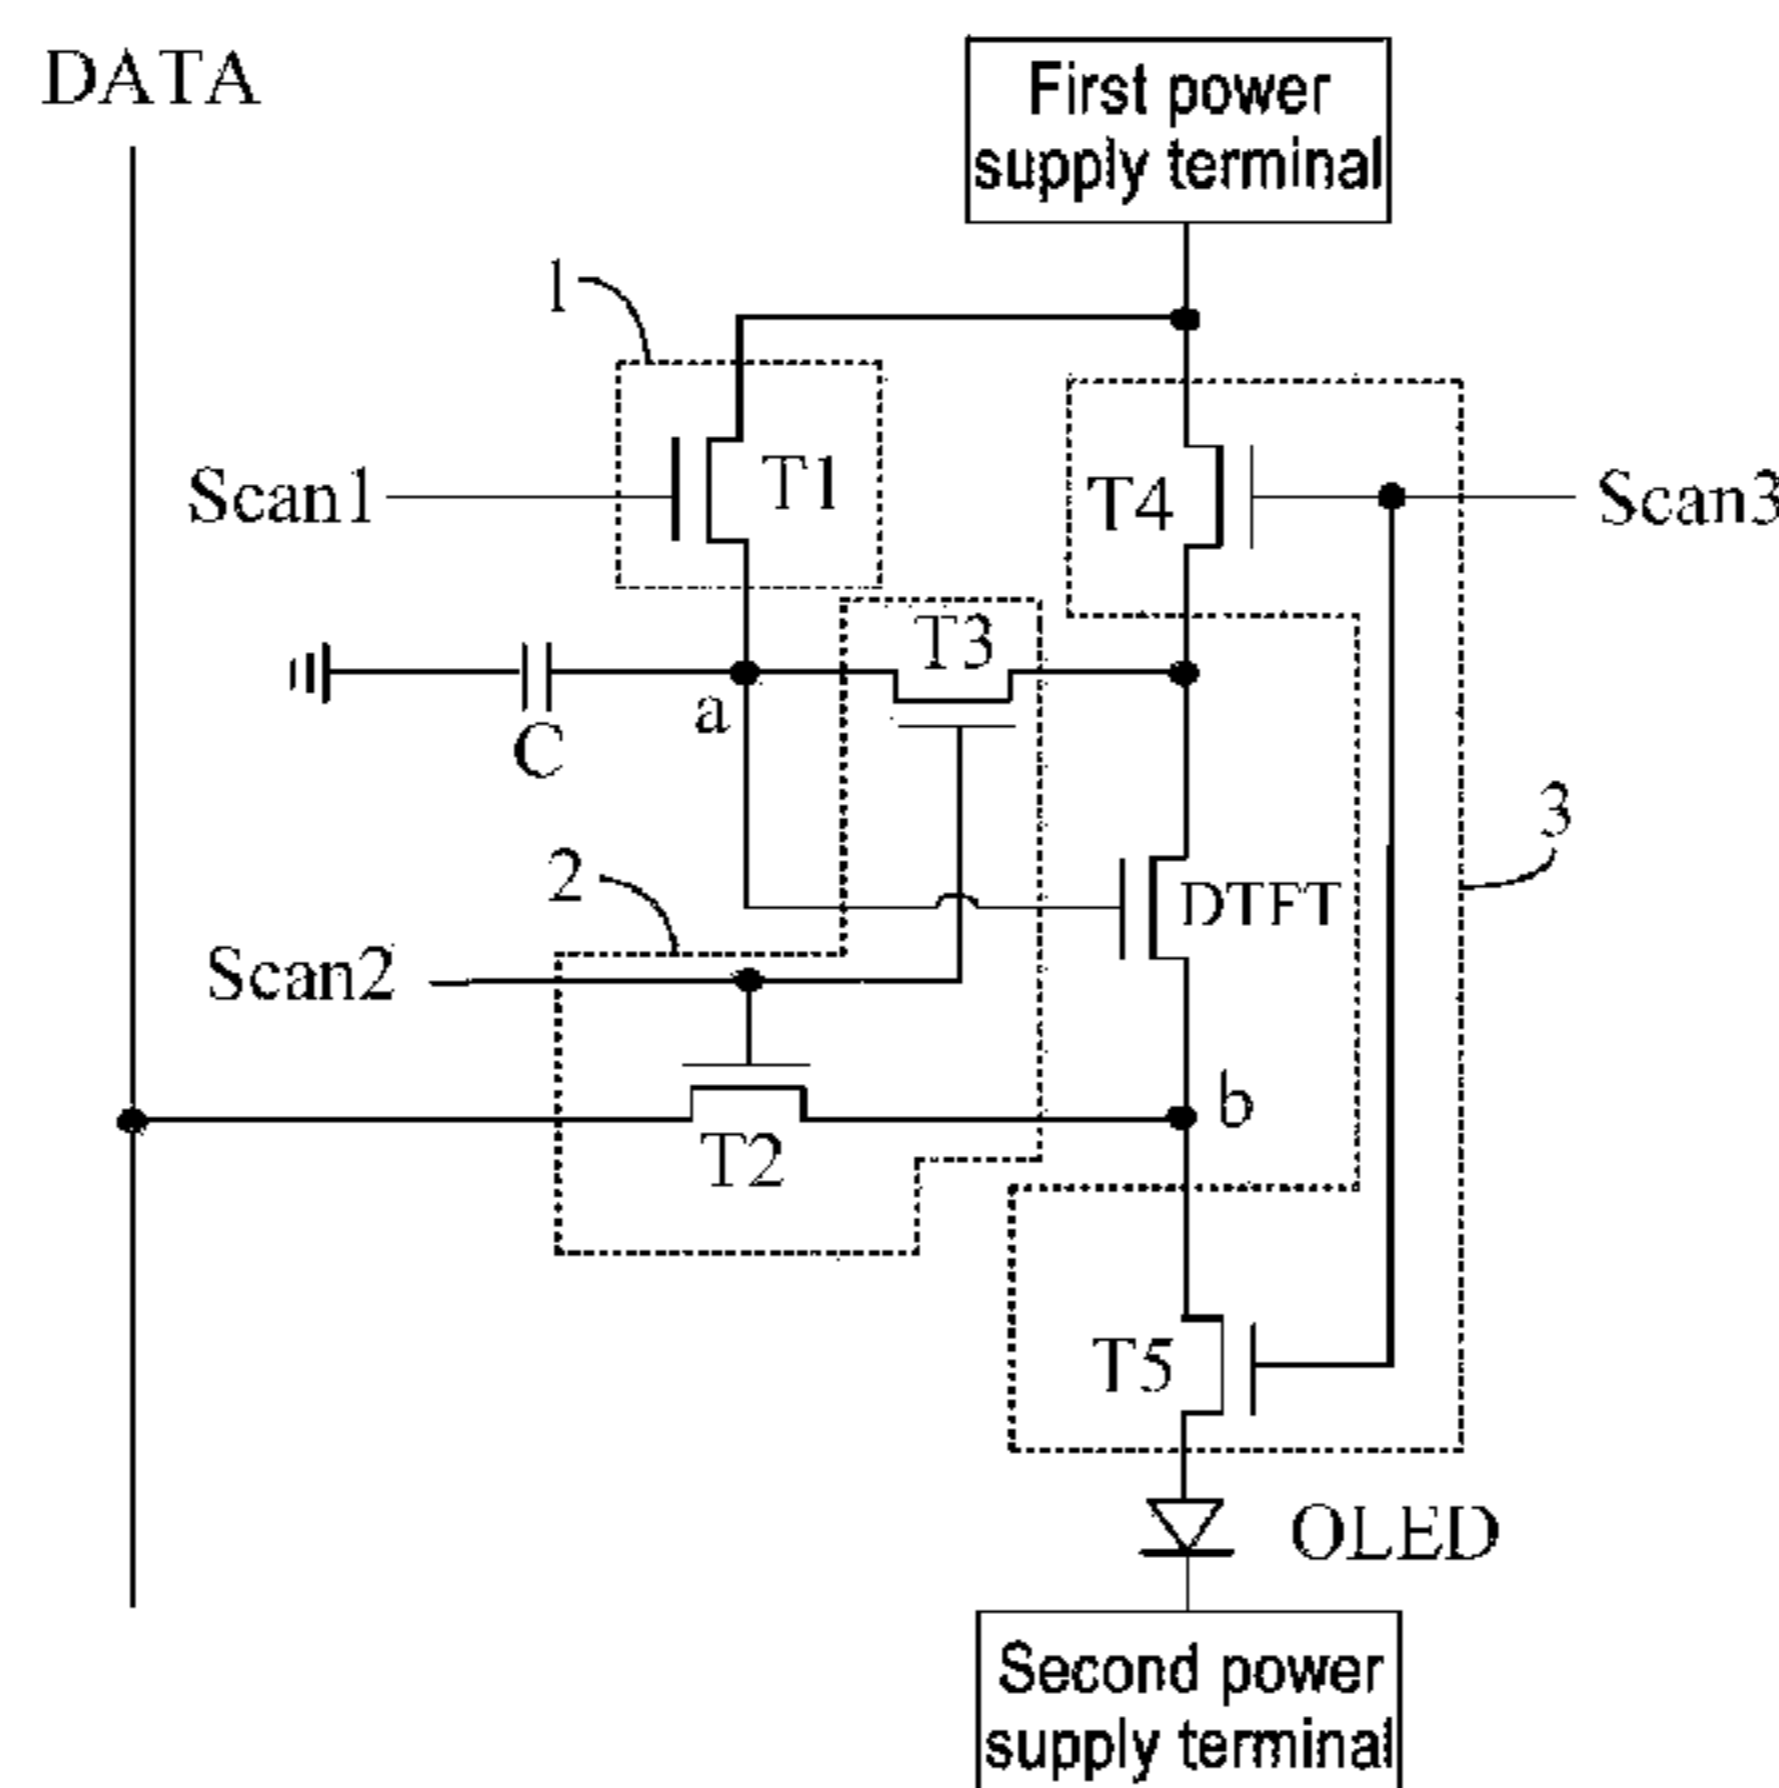 DATA
First power
supply terminal
1
Scan1
T1
T4
Scan3
T3
a
C
3
2
DTFT
Scan2
b
T2
T5
OLED
Second power
supply terminal